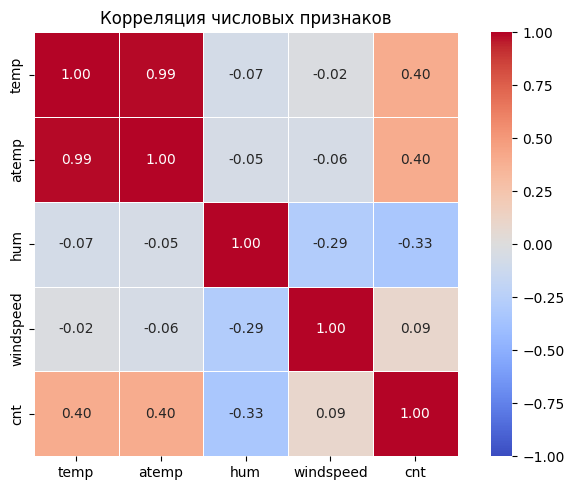 Корреляция числовых признаков
temp 1.00 0.99 -0.07 -0.02 0.40
atemp 0.99 1.00 -0.05 -0.06 0.40
hum -0.07 -0.05 1.00 -0.29 -0.33
windspeed -0.02 -0.06 -0.29 1.00 0.09
cnt 0.40 0.40 -0.33 0.09 1.00
temp atemp hum windspeed cnt
1.00
0.75
0.50
0.25
0.00
−0.25
−0.50
−0.75
−1.00